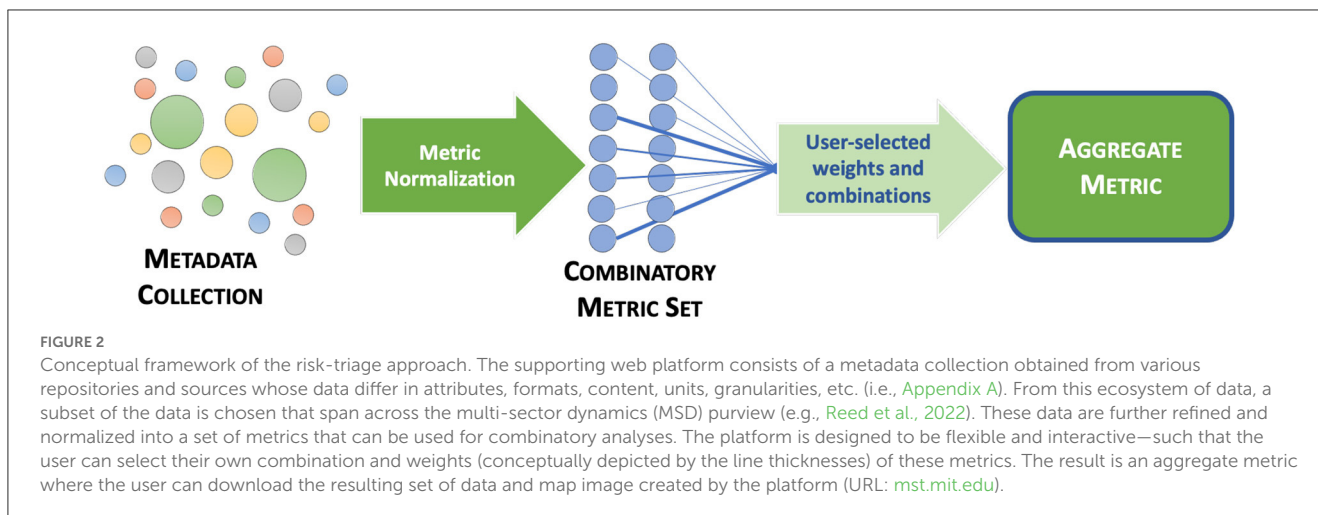 Metric
Normalization
User-selected
weights and
combinations
AGGREGATE
METRIC
METADATA
COLLECTION
COMBINATORY
METRIC SET
FIGURE 2
Conceptual framework of the risk-triage approach. The supporting web platform consists of a metadata collection obtained from various
repositories and sources whose data differ in attributes, formats, content, units, granularities, etc. (i.e., Appendix A). From this ecosystem of data, a
subset of the data is chosen that span across the multi-sector dynamics (MSD) purview (e.g., Reed et al., 2022). These data are further refined and
normalized into a set of metrics that can be used for combinatory analyses. The platform is designed to be flexible and interactive—such that the
user can select their own combination and weights (conceptually depicted by the line thicknesses) of these metrics. The result is an aggregate metric
where the user can download the resulting set of data and map image created by the platform (URL: mst.mit.edu).